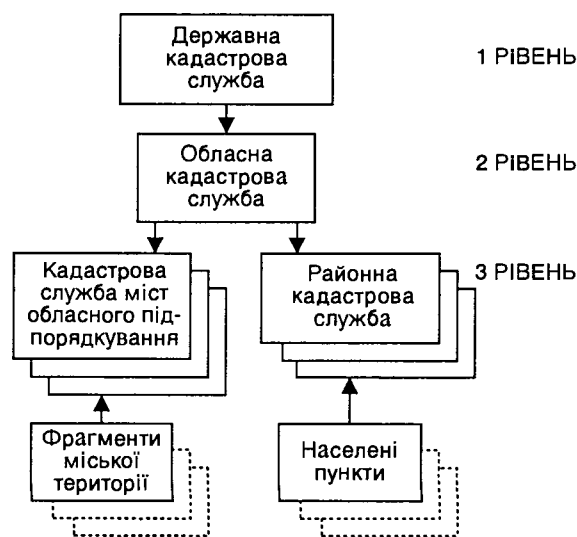 Державна
кадастрова
служба
1 РіВЕНЬ
Обласна
кадастрова
служба
2 РіВЕНЬ
Кадастрова
служба міст
обласного під-
порядкування
Районна
кадастрова
служба
3 РІВЕНЬ
Фрагменти
міської
території
Населені
пункти